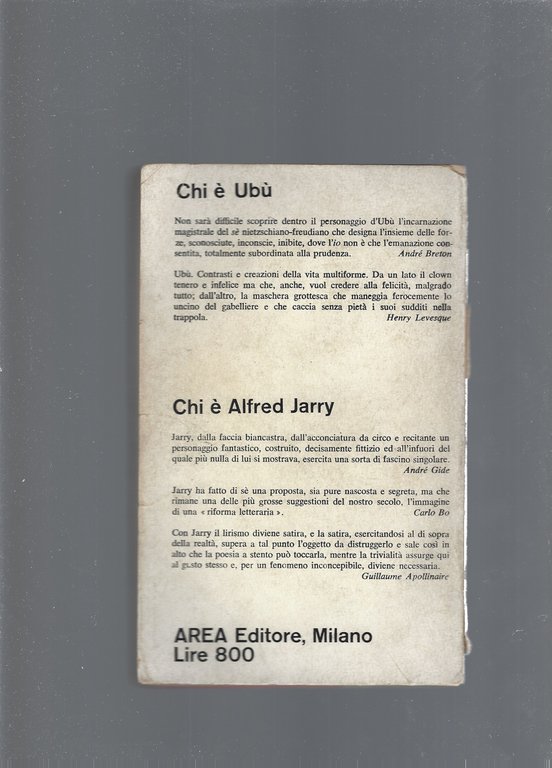 Chi è Ubù
Non sarà difficile scoprire dentro il personaggio d'Ubù l'incarnazione
magistrale del sè nietzschiano-freudiano che designa l'insieme delle for-
ze, sconosciute, inconscie, inibite, dove l'io non è che l'emanazione con-
sentita, totalmente subordinata alla prudenza. André Breton
Ubù. Contrasti e creazioni della vita multiforme. Da un lato il clown
tenero e infelice ma che, anche, vuol credere alla felicità, malgrado
tutto; dall'altro, la maschera grottesca che maneggia ferocemente lo
uncino del gabelliere e che caccia senza pietà i suoi sudditi nella
trappola. Henry Levesque
Chi è Alfred Jarry
Jarry, dalla faccia biancastra, dall'acconciatura da circo e recitante un
personaggio fantastico, costruito, decisamente fittizio ed all'infuori del
quale più nulla di lui si mostrava, esercita una sorta di fascino singolare.
André Gide
Jarry ha fatto di sè una proposta, sia pure nascosta e segreta, ma che
rimane una delle più grosse suggestioni del nostro secolo, l'immagine
di una « riforma letteraria ». Carlo Bo
Con Jarry il lirismo diviene satira, e la satira, esercitandosi al di sopra
della realtà, supera a tal punto l'oggetto da distruggerlo e sale così in
alto che la poesia a stento può toccarla, mentre la trivialità assurge qui
al gusto stesso e, per un fenomeno inconcepibile, diviene necessaria.
Guillaume Apollinaire
AREA Editore, Milano
Lire 800